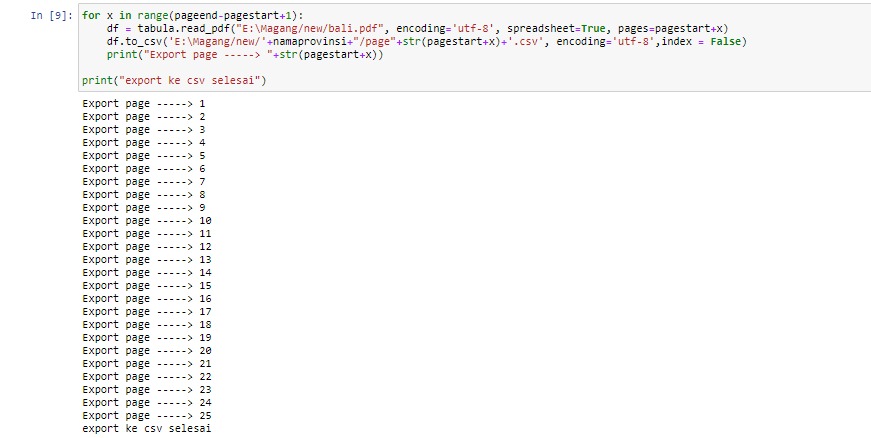 In [9]: for x in range(pageend-pagestart+1):
df = tabula.read_pdf("E:\Magang/new/bali.pdf", encoding='utf-8', spreadsheet=True, pages=pagestart+x)
df.to_csv('E:\Magang/new/'+namaprovinsi+"/page"+str(pagestart+x)+'.csv', encoding='utf-8',index = False)
print("Export page -----> "+str(pagestart+x))
print("export ke csv selesai")
Export page -----> 1
Export page -----> 2
Export page -----> 3
Export page -----> 4
Export page -----> 5
Export page -----> 6
Export page -----> 7
Export page -----> 8
Export page -----> 9
Export page -----> 10
Export page -----> 11
Export page -----> 12
Export page -----> 13
Export page -----> 14
Export page -----> 15
Export page -----> 16
Export page -----> 17
Export page -----> 18
Export page -----> 19
Export page -----> 20
Export page -----> 21
Export page -----> 22
Export page -----> 23
Export page -----> 24
Export page -----> 25
export ke csv selesai